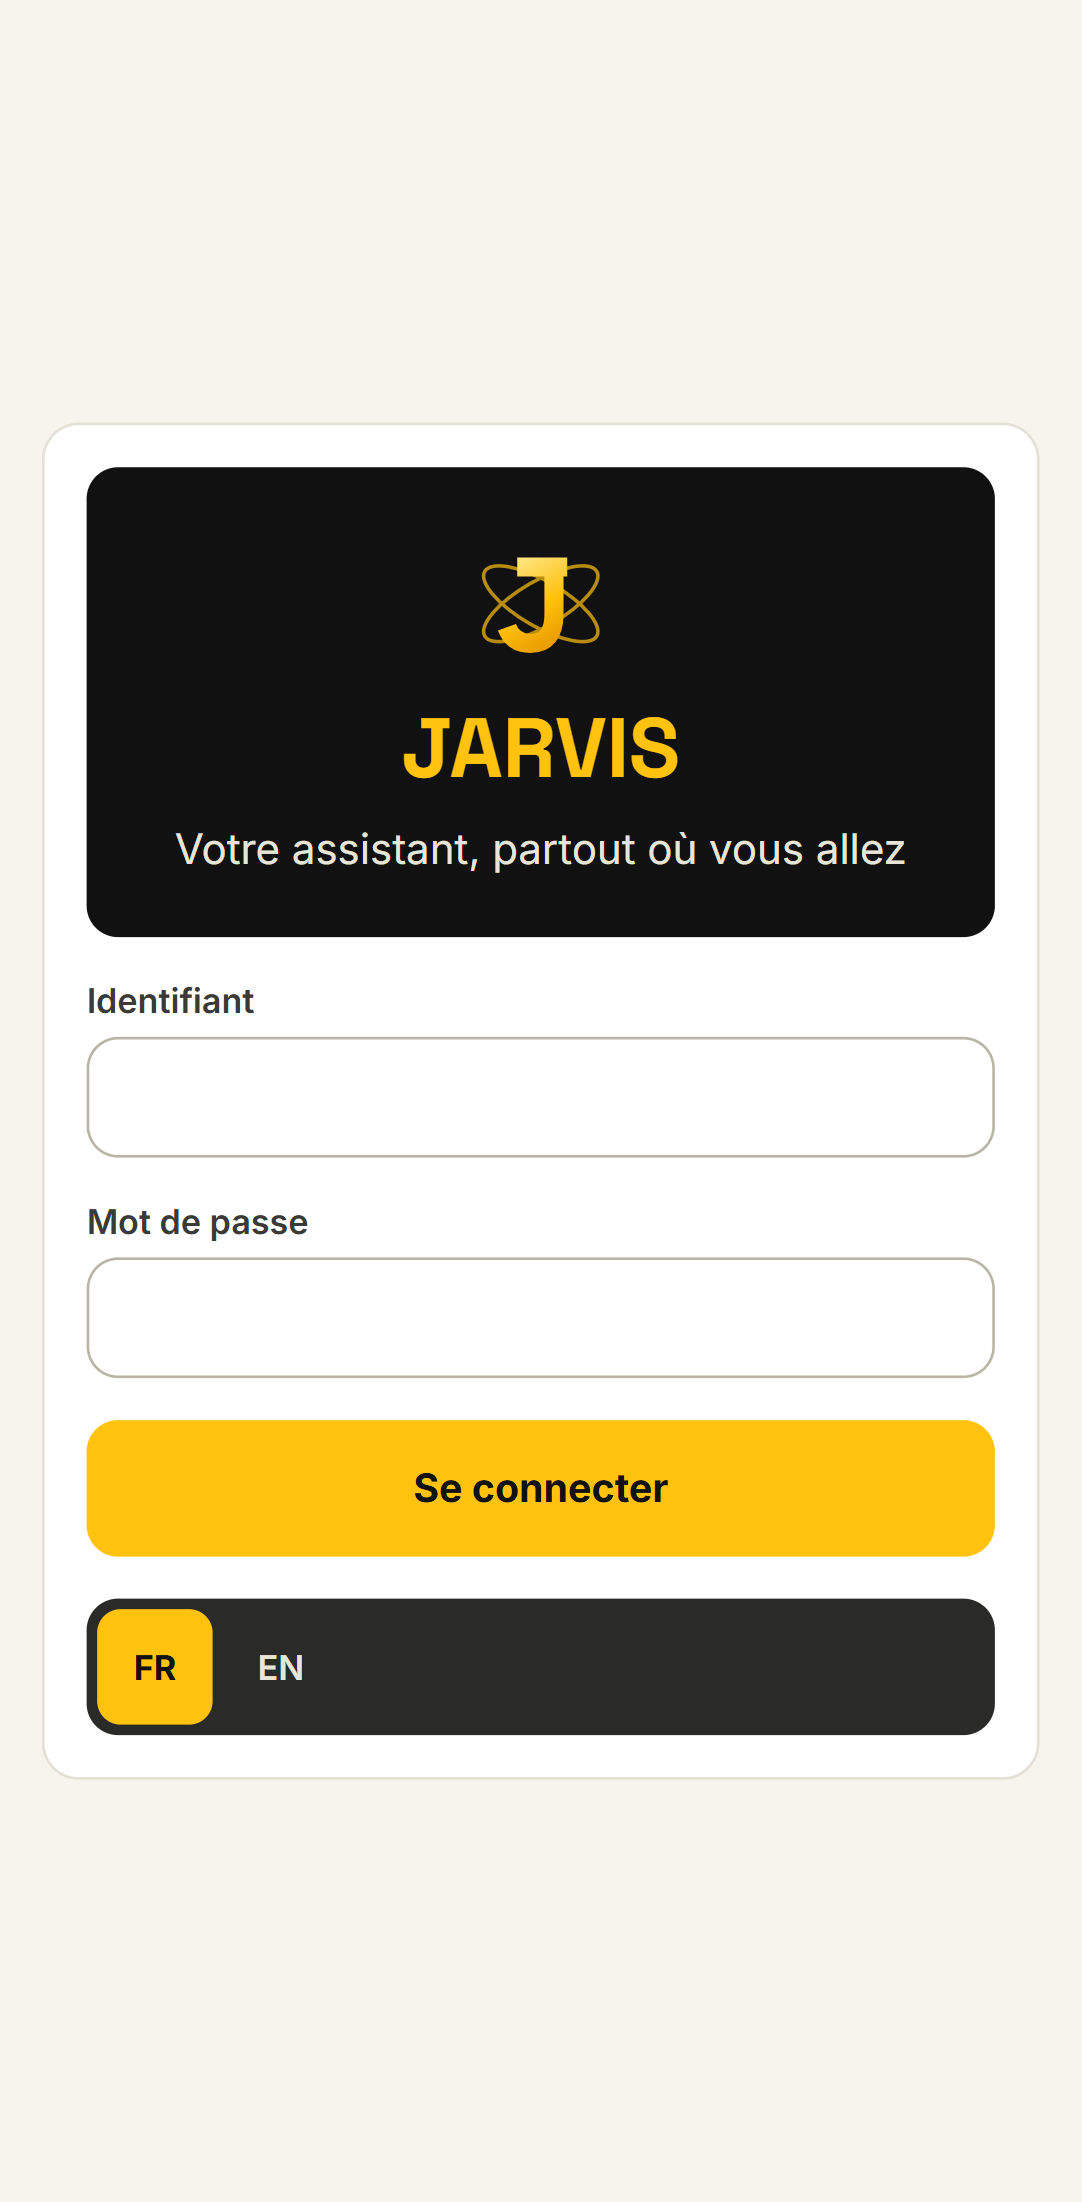 J
JARVIS
Votre assistant, partout où vous allez
Identifiant
Mot de passe
Se connecter
FR EN